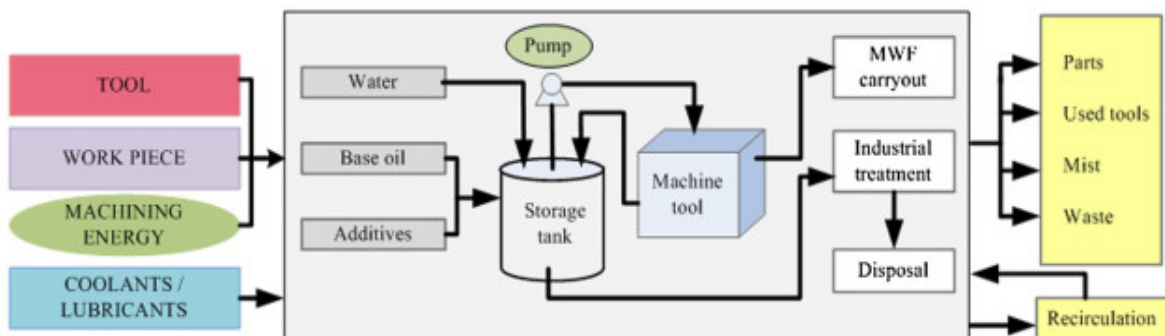 TOOL
WORK PIECE
MACHINING
ENERGY
COOLANTS /
LUBRICANTS
Water
Base oil
Additives
Pump
Storage
tank
Machine
tool
MWF
carryout
Industrial
treatment
Disposal
Parts
Used tools
Mist
Waste
Recirculation